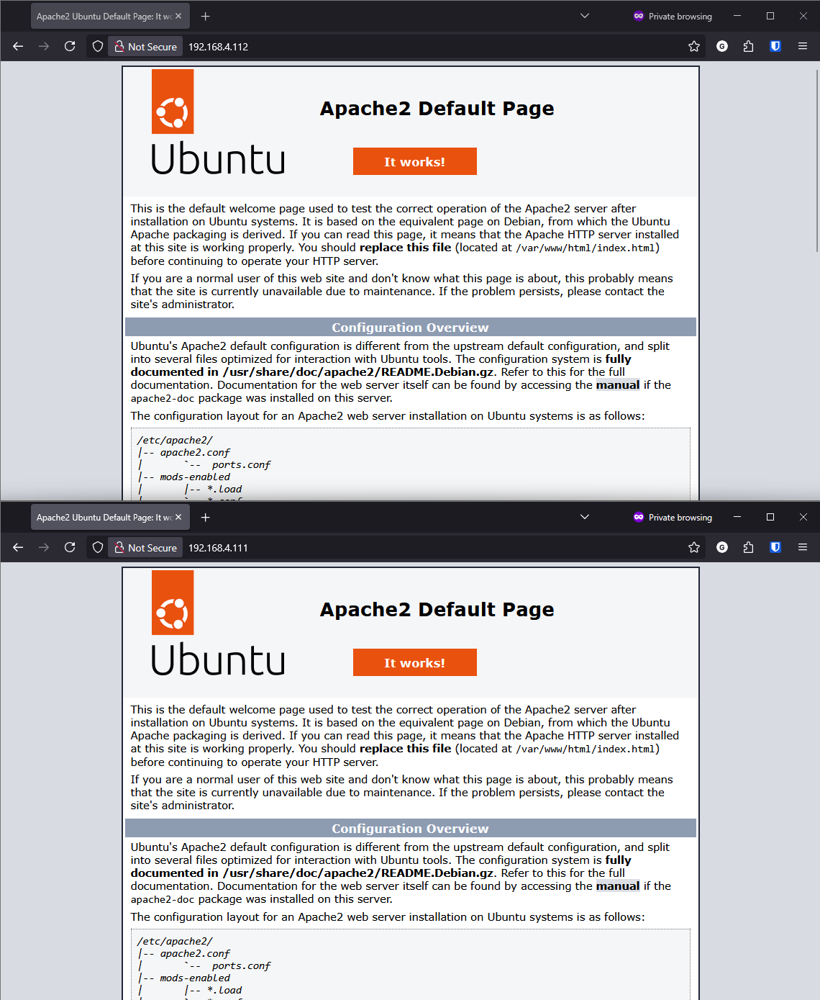 Apache2 Ubuntu Default Page: It wo
Private browsing
Not Secure
192.168.4.112
G
Apache2 Default Page
Ubuntu
It works!
This is the default welcome page used to test the correct operation of the Apache2 server after
installation on Ubuntu systems. It is based on the equivalent page on Debian, from which the Ubuntu
Apache packaging is derived. If you can read this page, it means that the Apache HTTP server installed
at this site is working properly. You should replace this file (located at /var/www/html/index.html)
before continuing to operate your HTTP server.
If you are a normal user of this web site and don't know what this page is about, this probably means
that the site is currently unavailable due to maintenance. If the problem persists, please contact the
site's administrator.
Configuration Overview
Ubuntu's Apache2 default configuration is different from the upstream default configuration, and split
into several files optimized for interaction with Ubuntu tools. The configuration system is fully
documented in /usr/share/doc/apache2/README.Debian.gz. Refer to this for the full
documentation. Documentation for the web server itself can be found by accessing the manual if the
apache2-doc package was installed on this server.
The configuration layout for an Apache2 web server installation on Ubuntu systems is as follows:
/etc/apache2/
|-- apache2.conf
|       `--  ports.conf
|-- mods-enabled
|       |-- *.load
|       `-- *.conf
Apache2 Ubuntu Default Page: It wo
Private browsing
Not Secure
192.168.4.111
G
Apache2 Default Page
Ubuntu
It works!
This is the default welcome page used to test the correct operation of the Apache2 server after
installation on Ubuntu systems. It is based on the equivalent page on Debian, from which the Ubuntu
Apache packaging is derived. If you can read this page, it means that the Apache HTTP server installed
at this site is working properly. You should replace this file (located at /var/www/html/index.html)
before continuing to operate your HTTP server.
If you are a normal user of this web site and don't know what this page is about, this probably means
that the site is currently unavailable due to maintenance. If the problem persists, please contact the
site's administrator.
Configuration Overview
Ubuntu's Apache2 default configuration is different from the upstream default configuration, and split
into several files optimized for interaction with Ubuntu tools. The configuration system is fully
documented in /usr/share/doc/apache2/README.Debian.gz. Refer to this for the full
documentation. Documentation for the web server itself can be found by accessing the manual if the
apache2-doc package was installed on this server.
The configuration layout for an Apache2 web server installation on Ubuntu systems is as follows:
/etc/apache2/
|-- apache2.conf
|       `--  ports.conf
|-- mods-enabled
|       |-- *.load